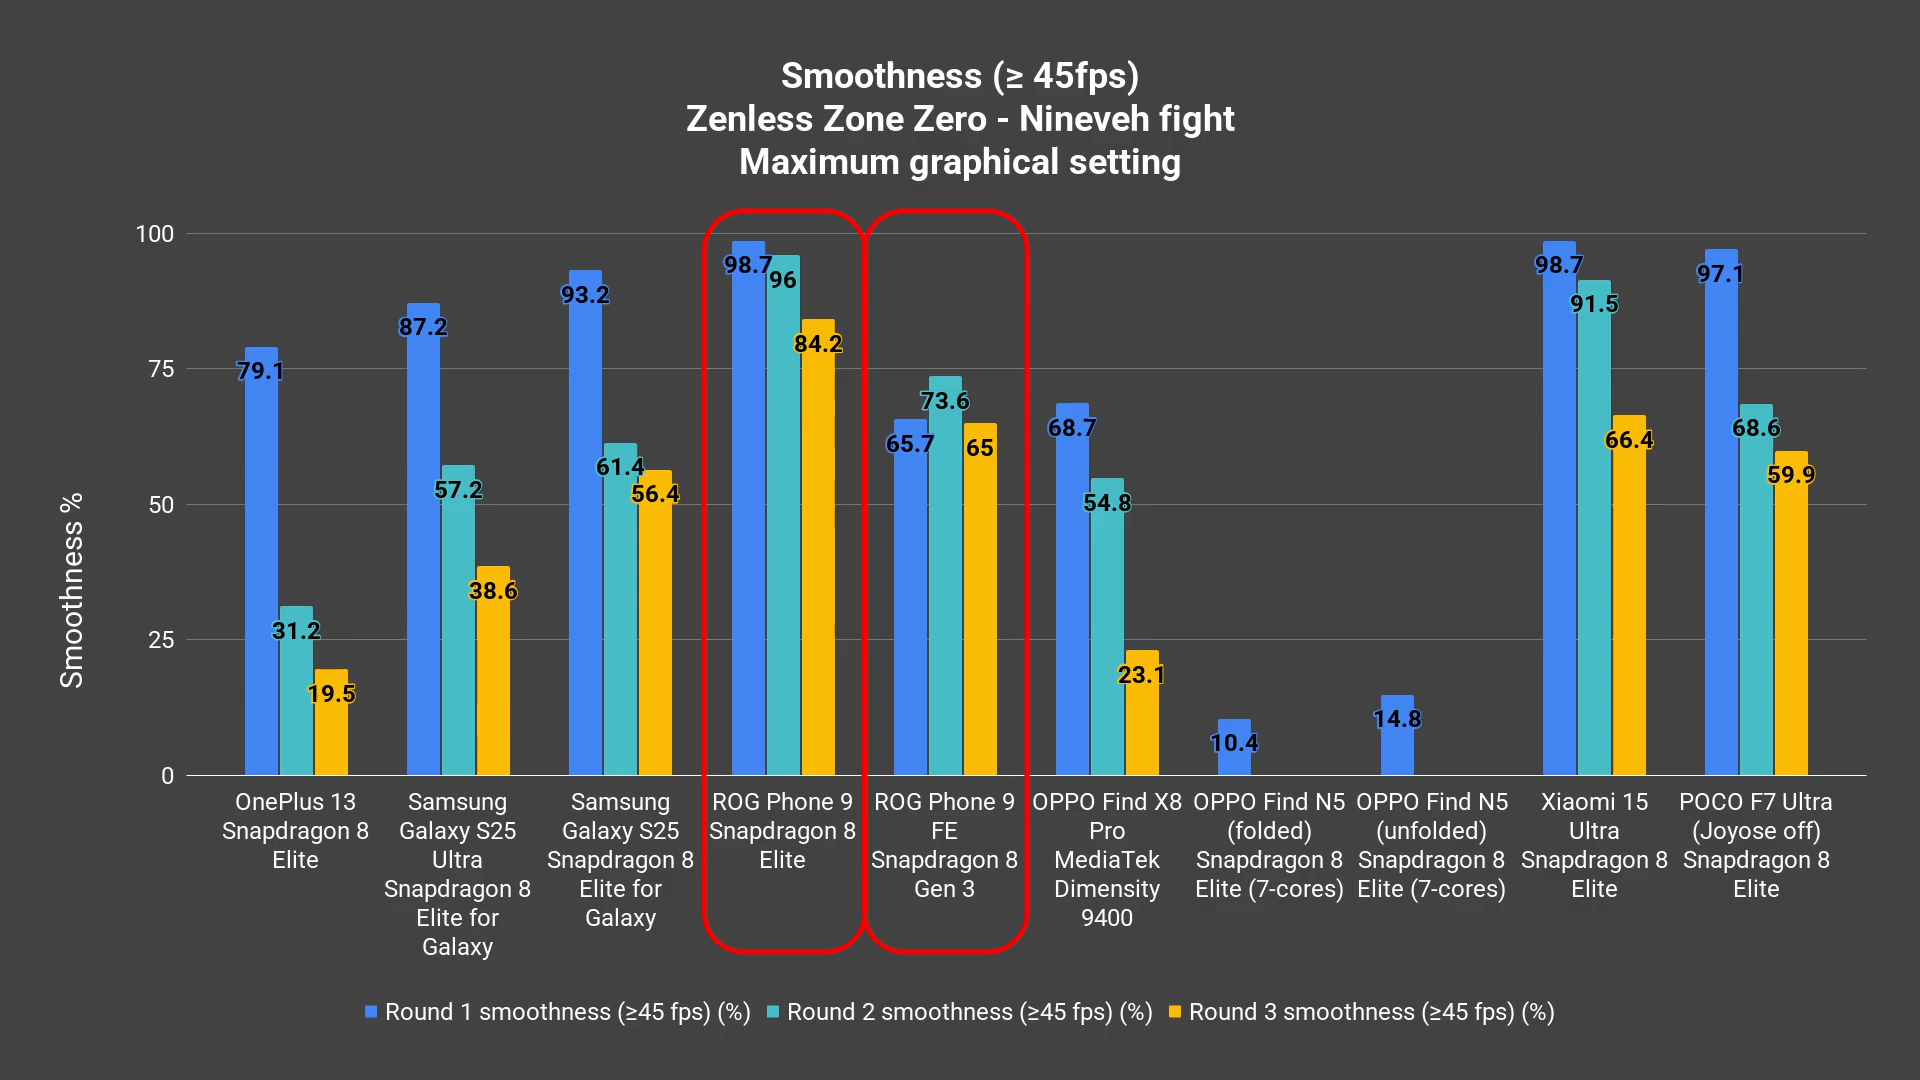 Smoothness (≥ 45fps)
Zenless Zone Zero - Nineveh fight
Maximum graphical setting
Smoothness %
100
75
50
25
0
79.1
31.2
19.5
87.2
57.2
38.6
93.2
61.4
56.4
98.7
96
84.2
65.7
73.6
65
68.7
54.8
23.1
10.4
14.8
98.7
91.5
66.4
97.1
68.6
59.9
OnePlus 13
Snapdragon 8
Elite
Samsung
Galaxy S25
Ultra
Snapdragon 8
Elite for
Galaxy
Samsung
Galaxy S25
Snapdragon 8
Elite for
Galaxy
ROG Phone 9
Snapdragon 8
Elite
ROG Phone 9
FE
Snapdragon 8
Gen 3
OPPO Find X8
Pro
MediaTek
Dimensity
9400
OPPO Find N5
(folded)
Snapdragon 8
Elite (7-cores)
OPPO Find N5
(unfolded)
Snapdragon 8
Elite (7-cores)
Xiaomi 15
Ultra
Snapdragon 8
Elite
POCO F7 Ultra
(Joyose off)
Snapdragon 8
Elite
Round 1 smoothness (≥45 fps) (%)
Round 2 smoothness (≥45 fps) (%)
Round 3 smoothness (≥45 fps) (%)